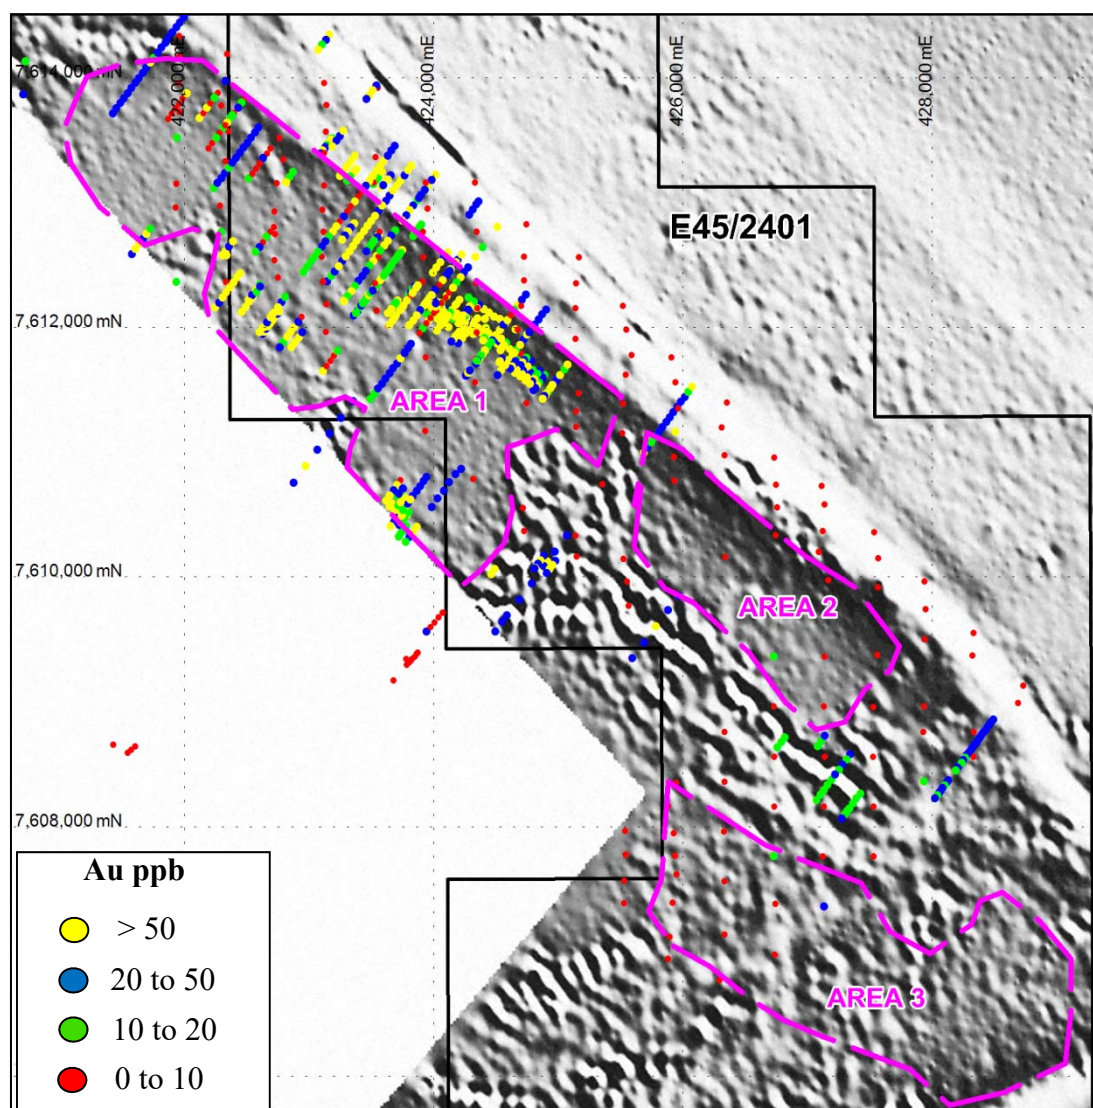 422,000 mE
424,000 mE
426,000 mE
428,000 mE
7,614,000 mN
E45/2401
7,612,000 mN
AREA 1
7,610,000 mN
AREA 2
7,608,000 mN
AREA 3
Au ppb
> 50
20 to 50
10 to 20
0 to 10